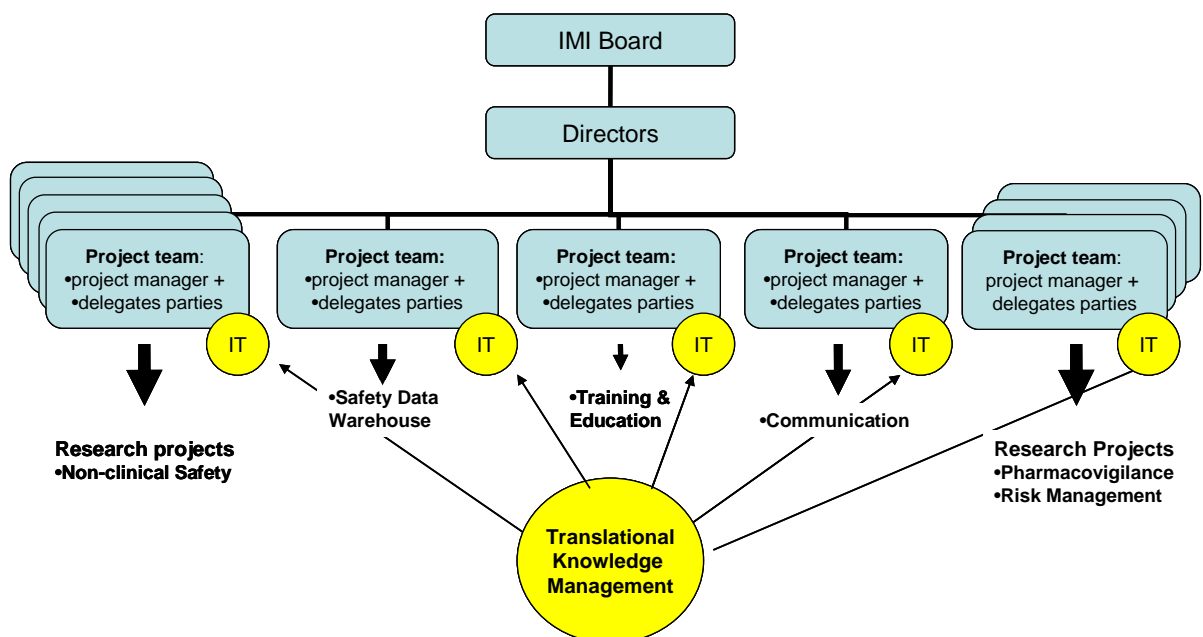 IMI Board
Directors
Project team:
•project manager +
•delegates parties
IT
Project team:
•project manager +
•delegates parties
IT
Project team:
•project manager +
•delegates parties
IT
Project team:
•project manager +
•delegates parties
IT
Project team:
project manager +
delegates parties
IT
Research projects
•Non-clinical Safety
•Safety Data
Warehouse
•Training &
Education
•Communication
Research Projects
•Pharmacovigilance
•Risk Management
Translational
Knowledge
Management